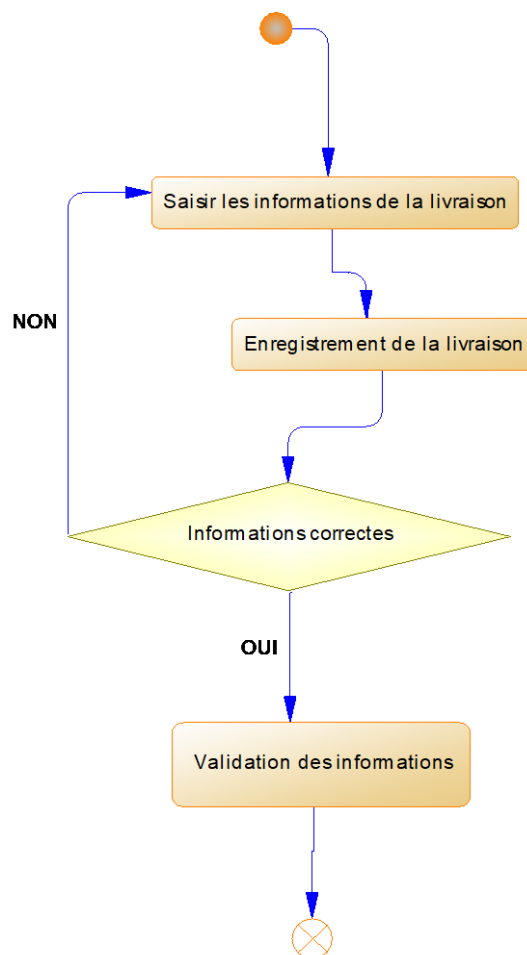 Saisir les informations de la livraison
NON
Enregistrement de la livraison
Informations correctes
OUI
Validation des informations